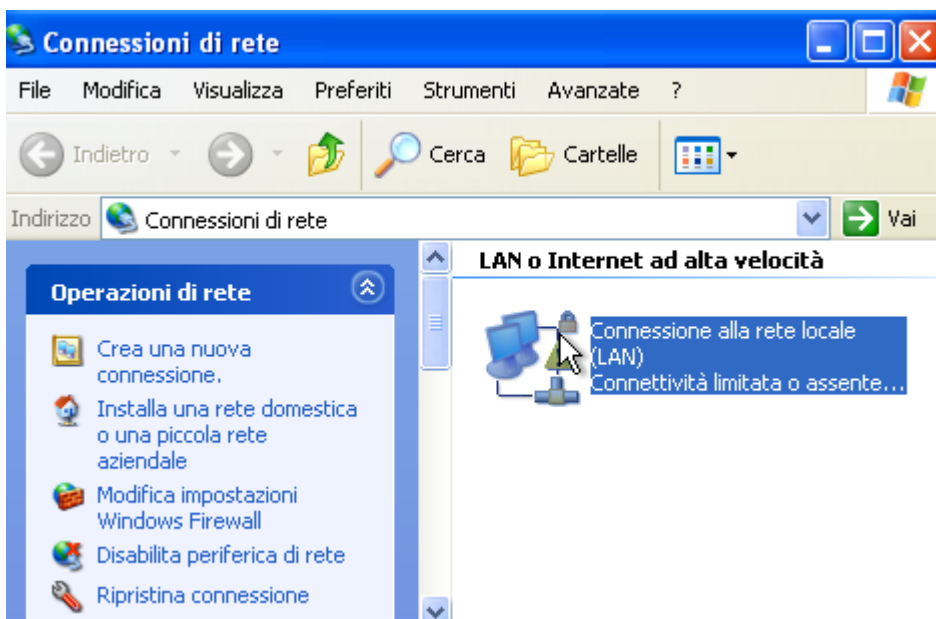 Connessioni di rete
File Modifica Visualizza Preferiti Strumenti Avanzate ?
Indietro Cerca Cartelle
Indirizzo Connessioni di rete Vai
Operazioni di rete
Crea una nuova
connessione.
Installa una rete domestica
o una piccola rete
aziendale
Modifica impostazioni
Windows Firewall
Disabilita periferica di rete
Ripristina connessione
LAN o Internet ad alta velocità
Connessione alla rete locale
(LAN)
Connettività limitata o assente...